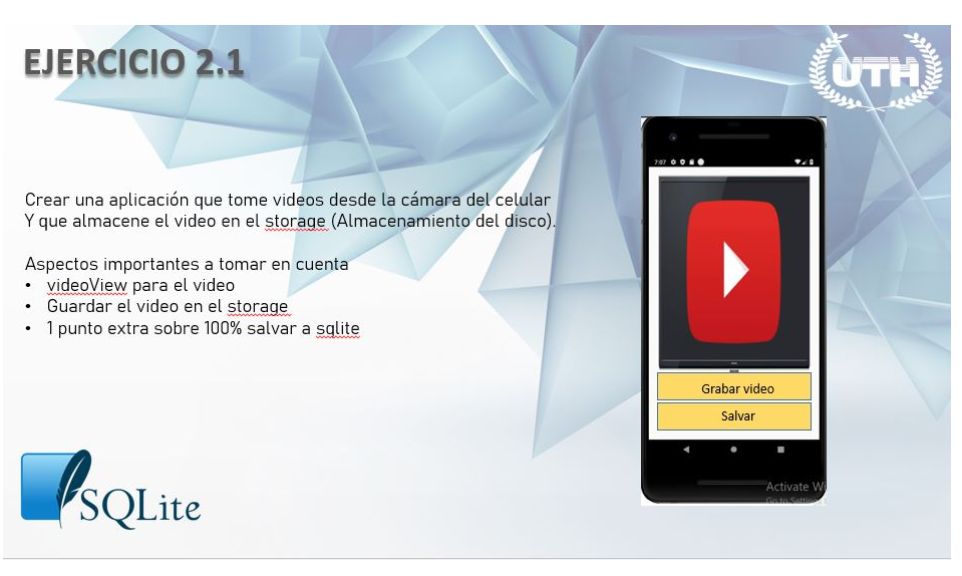 EJERCICIO 2.1
UTH
Crear una aplicación que tome videos desde la cámara del celular
Y que almacene el video en el storage (Almacenamiento del disco).
Aspectos importantes a tomar en cuenta
• videoView para el video
• Guardar el video en el storage
• 1 punto extra sobre 100% salvar a sqlite
7:07
Grabar video
Salvar
Activate Wi
Go to Settin
SQLite